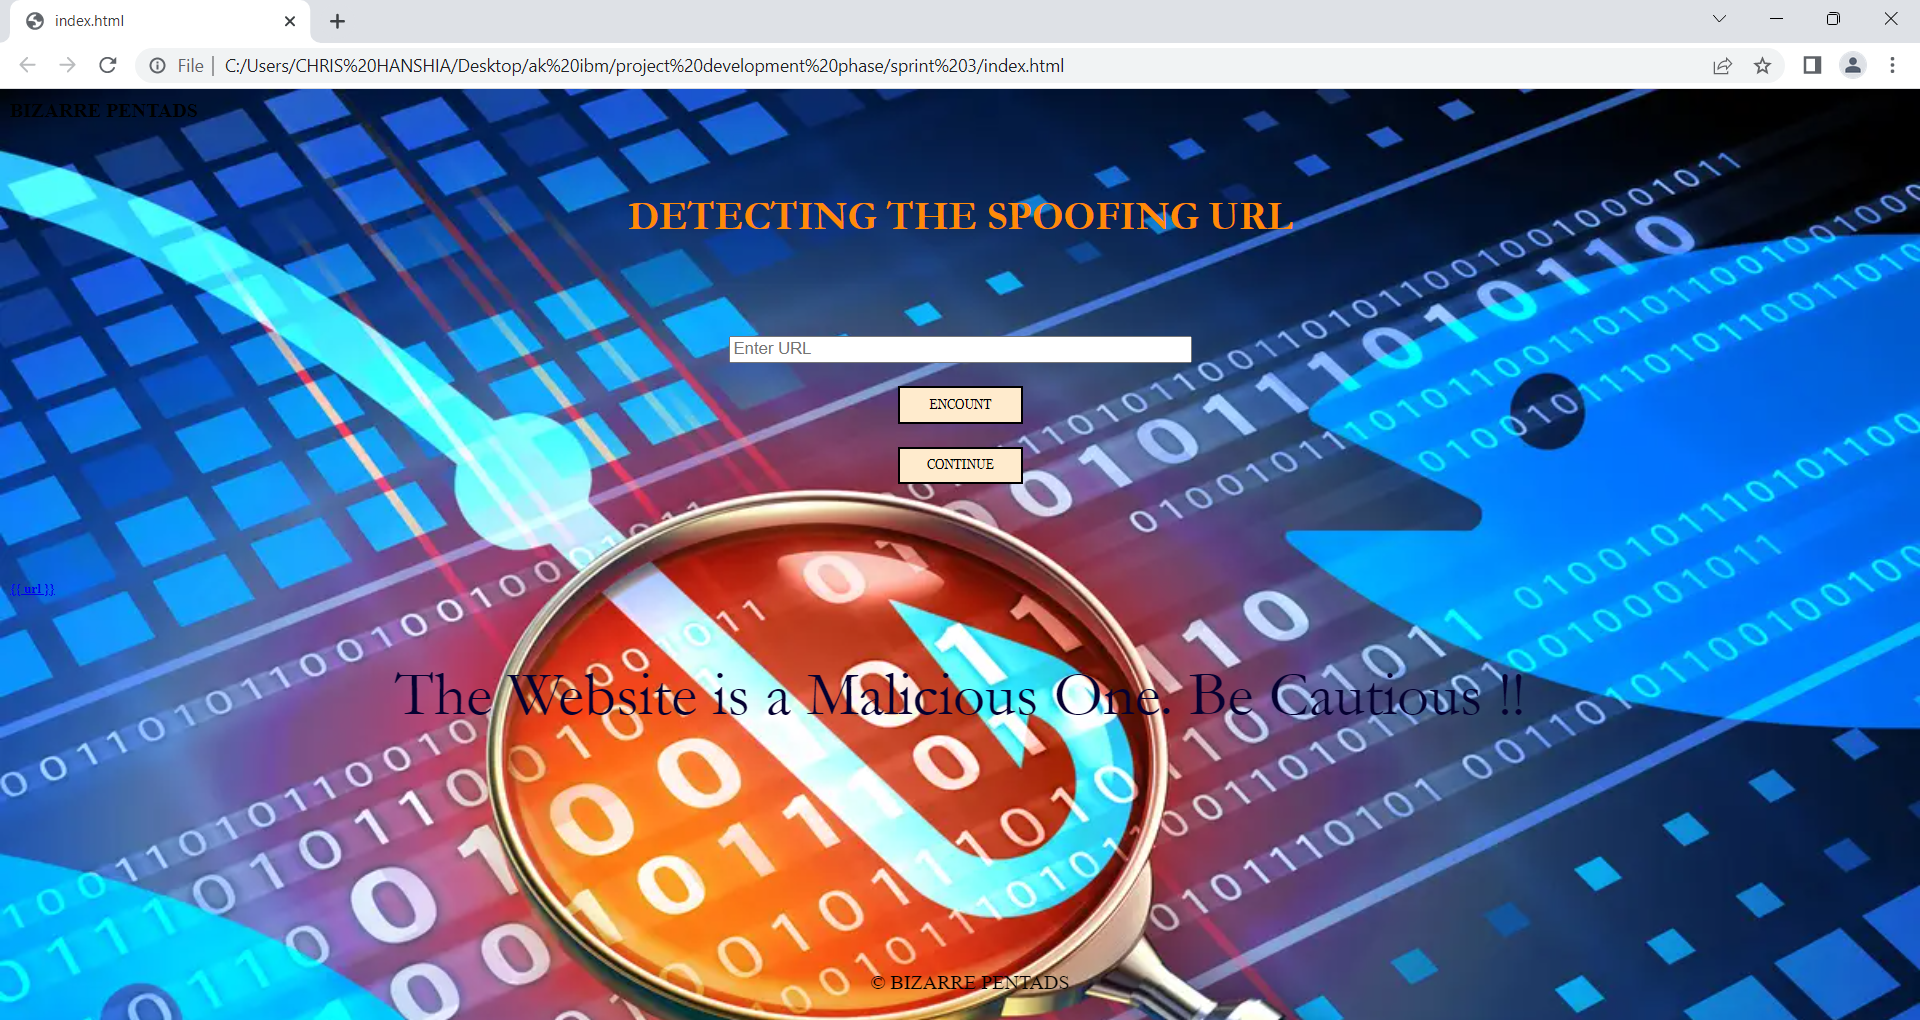 index.html
File | C:/Users/CHRIS%20HANSHIA/Desktop/ak%20ibm/project%20development%20phase/sprint%203/index.html
BIZARRE PENTADS
DETECTING THE SPOOFING URL
Enter URL
ENCOUNT
CONTINUE
{{ url }}
The Website is a Malicious One. Be Cautious !!
© BIZARRE PENTADS